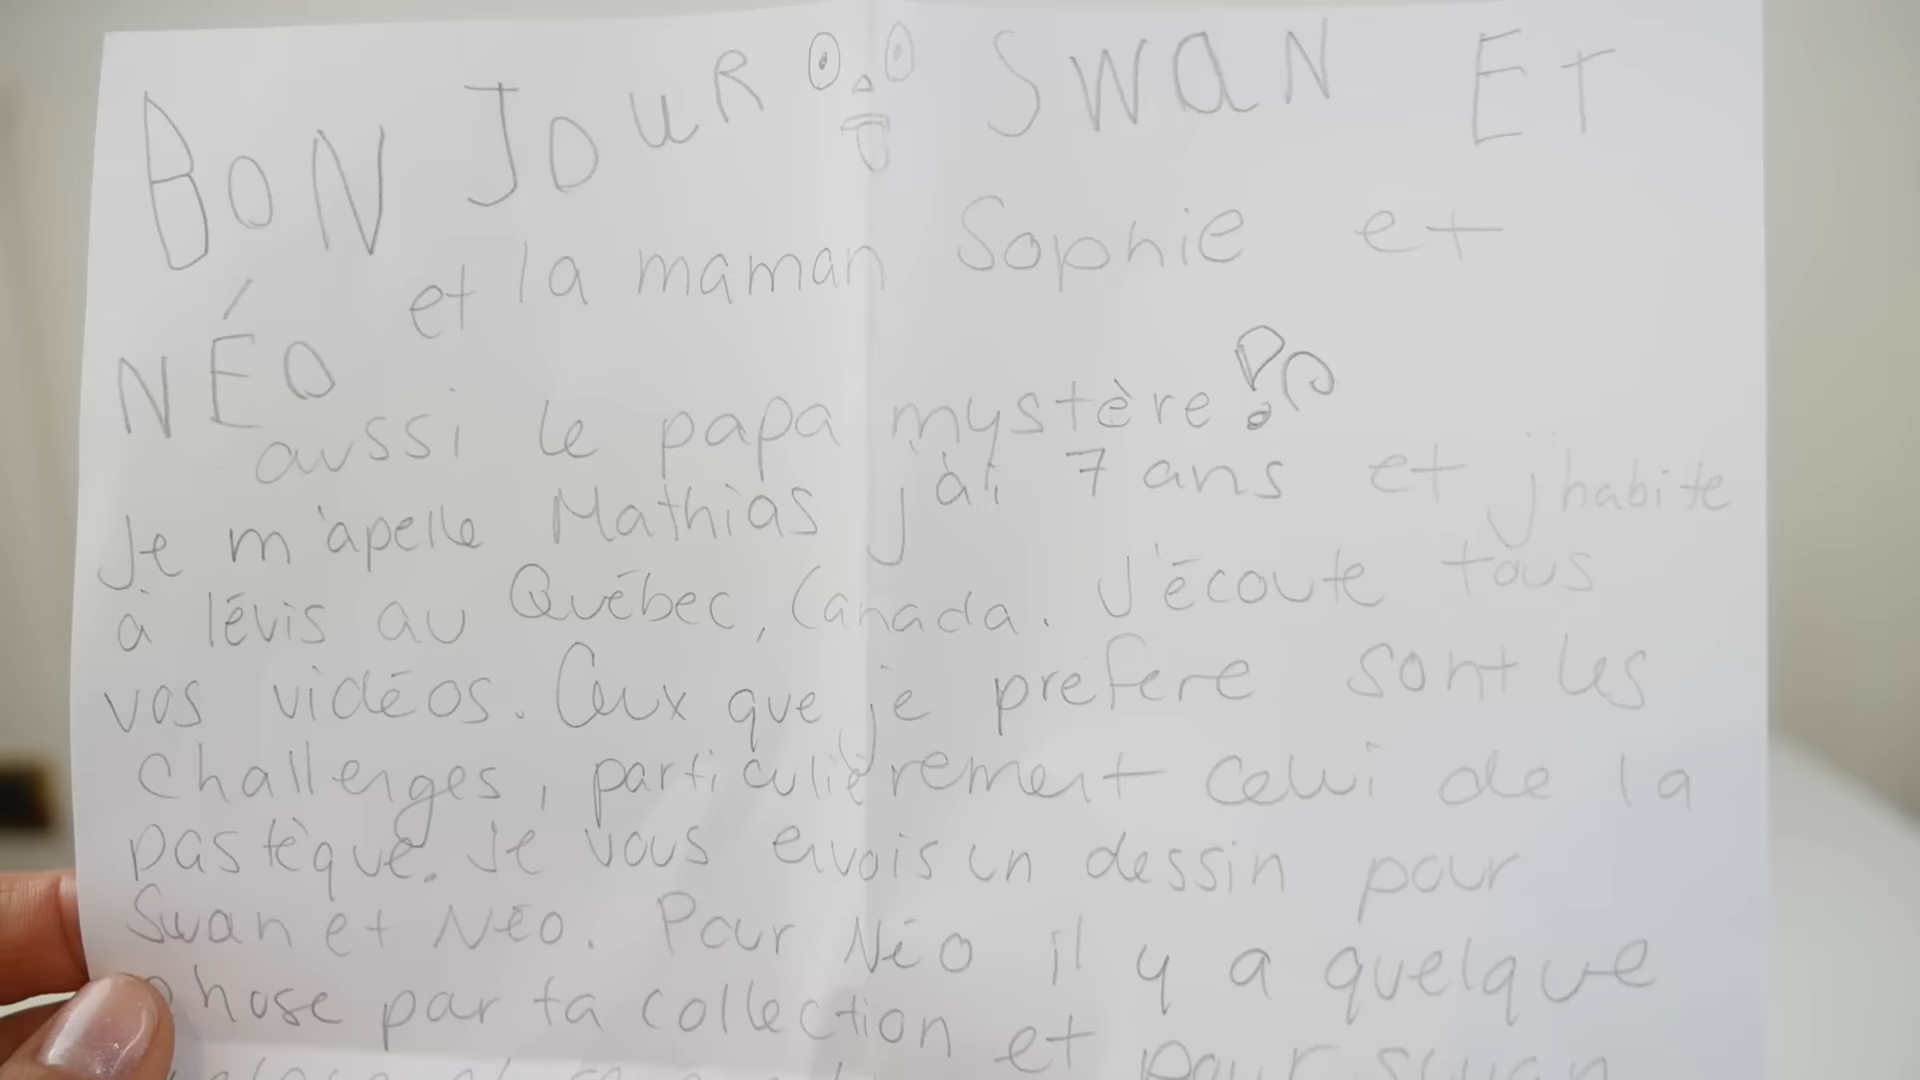 BONJOUR SWAN ET
NÉO et la maman Sophie et
aussi le papa mystère
Je m'apelle Mathias j'ai 7 ans et j'habite
à lévis au Québec, Canada. J'écoute tous
vos vidéos. Ceux que je préfere sont les
challenges, particulièrement celui de la
pastèque. Je vous envois un dessin pour
Swan et Néo. Pour Néo il y a quelque
chose par ta collection et pour swan